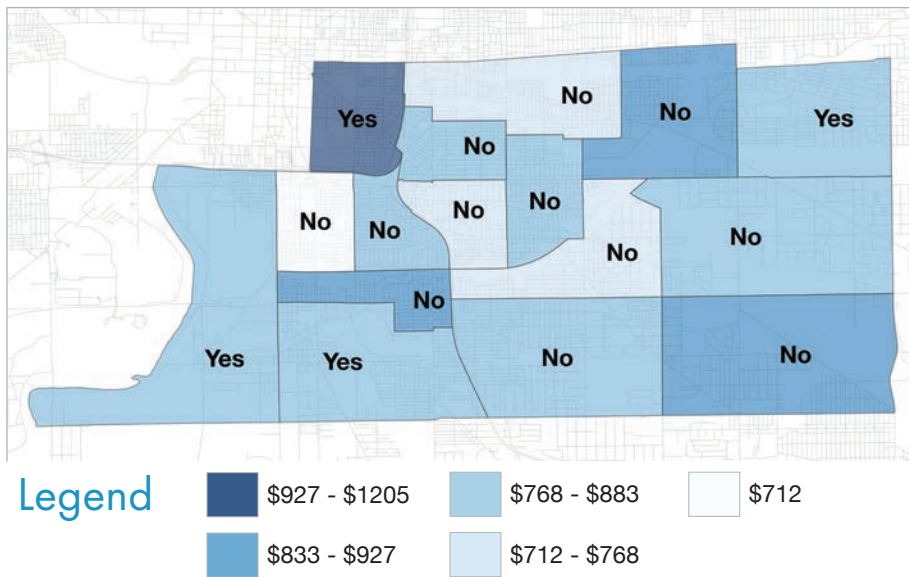 No
No
Yes
Yes
No
No
No
No
No
No
No
No
Yes
Yes
No
No
Legend
$927 - $1205
$768 - $883
$712
$833 - $927
$712 - $768